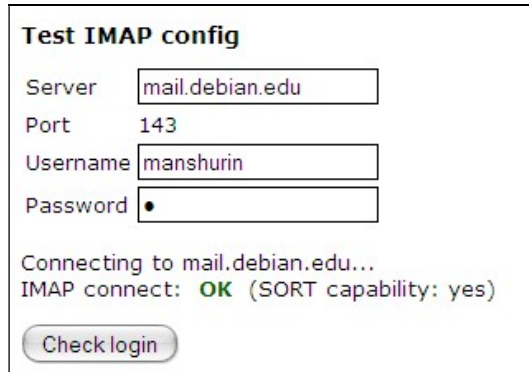 Test IMAP config
Server mail.debian.edu
Port 143
Username manshurin
Password ●
Connecting to mail.debian.edu...
IMAP connect: OK (SORT capability: yes)
Check login